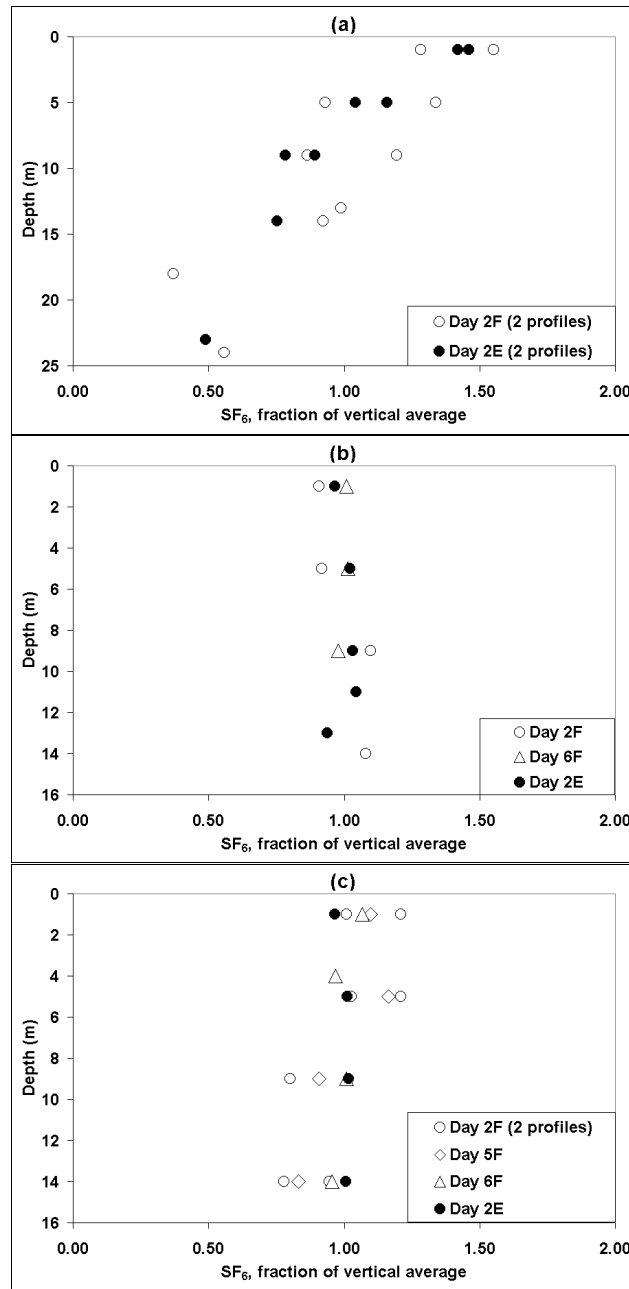 (a)
0
5
10
15
20
25
Depth (m)
Day 2F (2 profiles)
Day 2E (2 profiles)
0.00 0.50 1.00 1.50 2.00
SF6, fraction of vertical average
(b)
0
2
4
6
8
10
12
14
16
Depth (m)
Day 2F
Day 6F
Day 2E
0.00 0.50 1.00 1.50 2.00
SF6, fraction of vertical average
(c)
0
2
4
6
8
10
12
14
16
Depth (m)
Day 2F (2 profiles)
Day 5F
Day 6F
Day 2E
0.00 0.50 1.00 1.50 2.00
SF6, fraction of vertical average